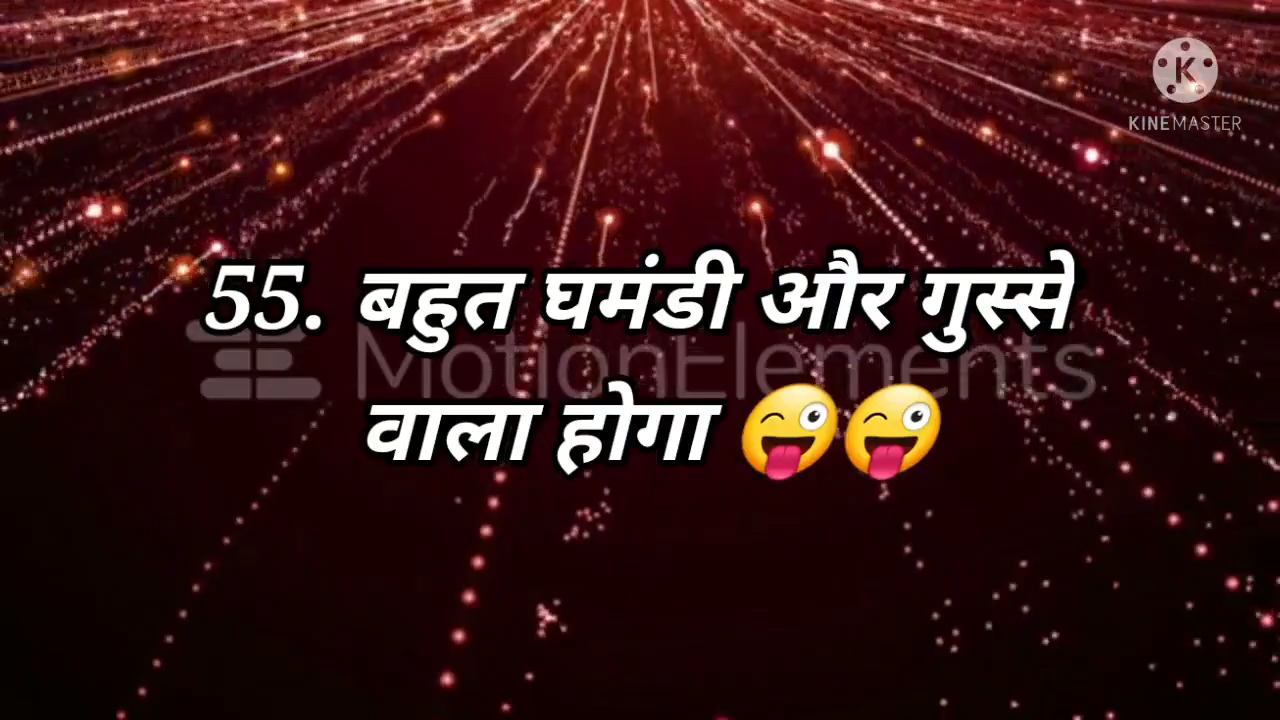 KINEMASTER
55. बहुत घमंडी और गुस्से
MotionElements
वाला होगा 😜😜